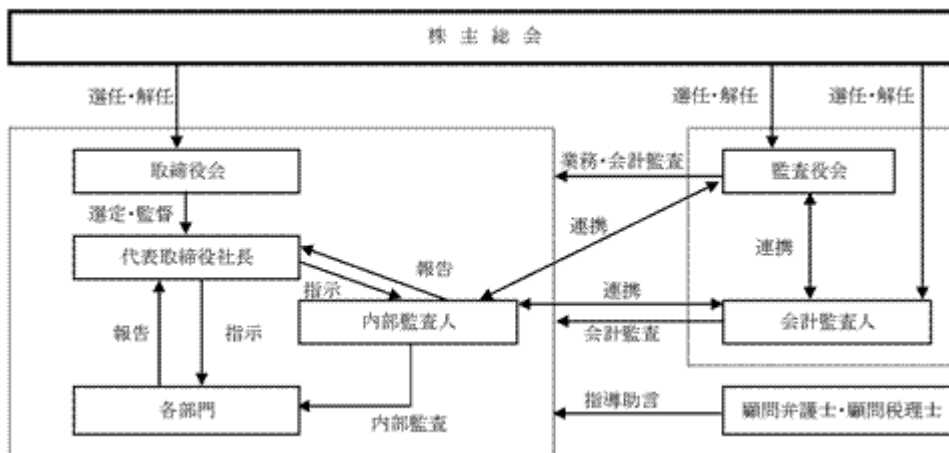 株主総会
選任・解任
選任・解任
選任・解任
取締役会
業務・会計監査
監査役会
選定・監督
連携
代表取締役社長
報告
連携
指示
連携
内部監査人
会計監査人
報告
指示
会計監査
各部門
指導助言
顧問弁護士・顧問税理士
内部監査